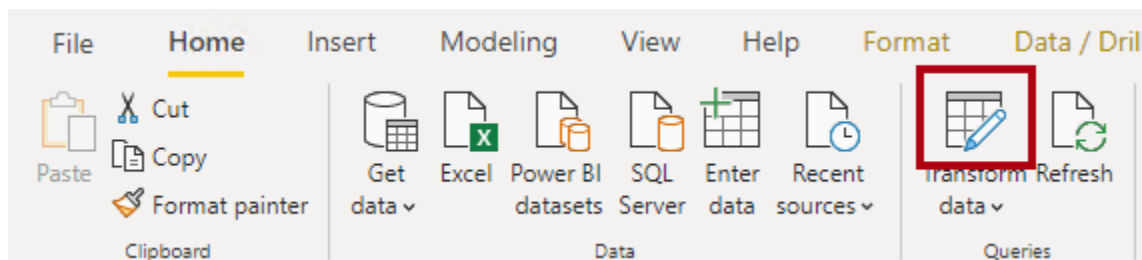 File Home Insert Modeling View Help Format Data / Dril
Cut
Copy
Format painter
Paste
Clipboard
Get data
Excel
Power BI datasets
SQL Server
Enter data
Recent sources
Data
Transform data
Refresh
Queries